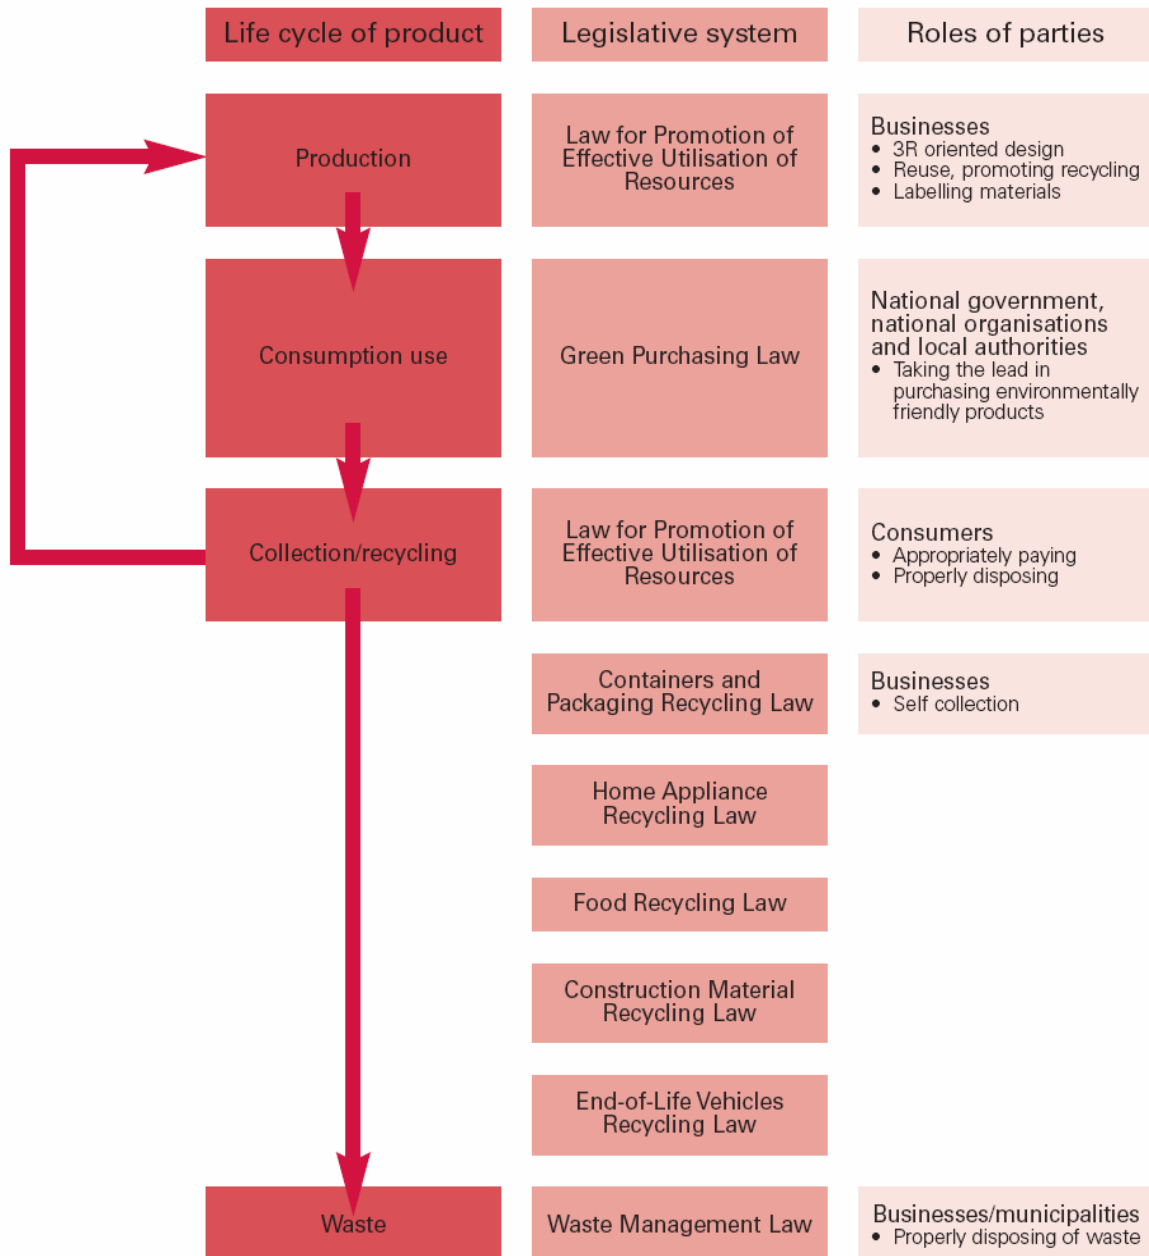 Life cycle of product
Legislative system
Roles of parties
Production
Law for Promotion of
Effective Utilisation of
Resources
Businesses
• 3R oriented design
• Reuse, promoting recycling
• Labelling materials
Consumption use
Green Purchasing Law
National government,
national organisations
and local authorities
• Taking the lead in
purchasing environmentally
friendly products
Collection/recycling
Law for Promotion of
Effective Utilisation of
Resources
Consumers
• Appropriately paying
• Properly disposing
Containers and
Packaging Recycling Law
Businesses
• Self collection
Home Appliance
Recycling Law
Food Recycling Law
Construction Material
Recycling Law
End-of-Life Vehicles
Recycling Law
Waste
Waste Management Law
Businesses/municipalities
• Properly disposing of waste